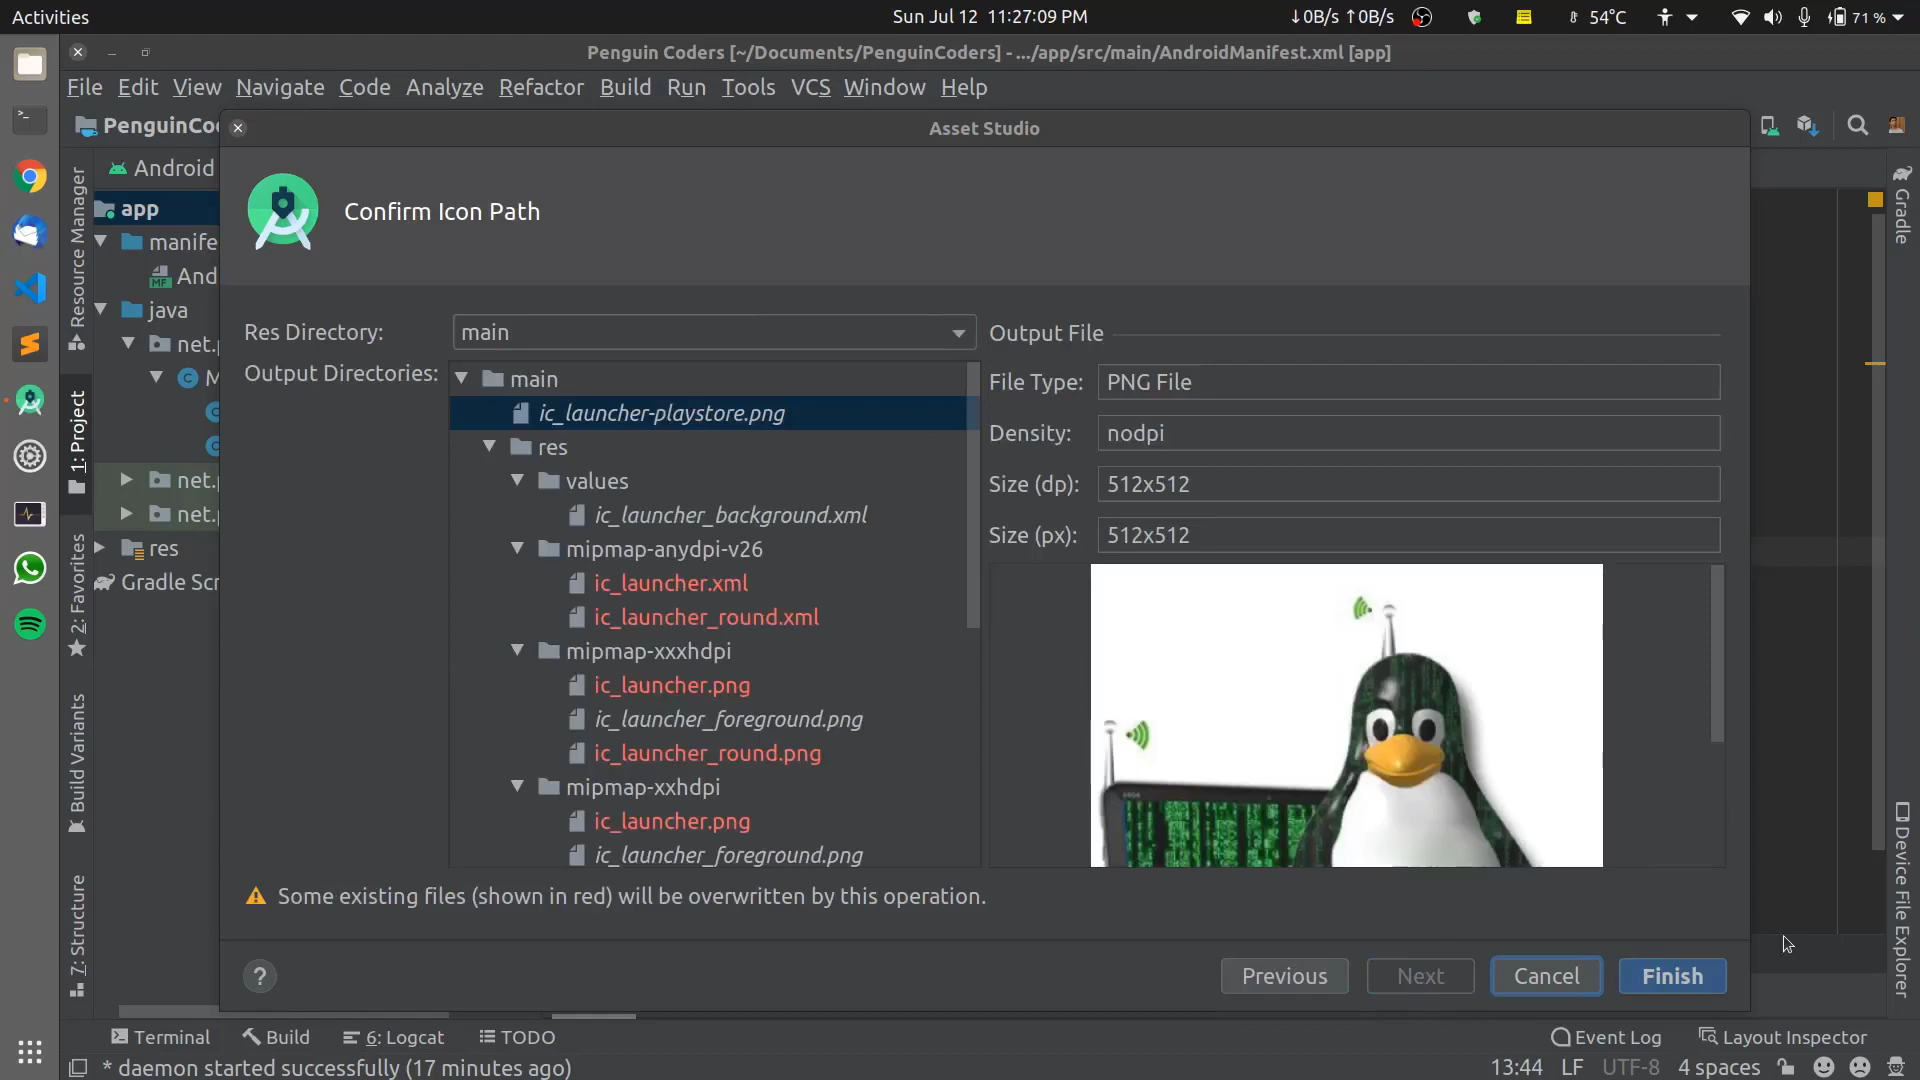 Activities
Sun Jul 12 11:27:09 PM
↓0B/s ↑0B/s
54°C
71 %
Penguin Coders [~/Documents/PenguinCoders] - .../app/src/main/AndroidManifest.xml [app]
File Edit View Navigate Code Analyze Refactor Build Run Tools VCS Window Help
PenguinCo
Asset Studio
Android
Confirm Icon Path
app
manife
And
java
net.
M
net.
net.
res
Gradle Scr
Resource Manager
1: Project
2: Favorites
Build Variants
7: Structure
Gradle
Device File Explorer
Res Directory:
main
Output Directories:
main
ic_launcher-playstore.png
res
values
ic_launcher_background.xml
mipmap-anydpi-v26
ic_launcher.xml
ic_launcher_round.xml
mipmap-xxxhdpi
ic_launcher.png
ic_launcher_foreground.png
ic_launcher_round.png
mipmap-xxhdpi
ic_launcher.png
ic_launcher_foreground.png
Output File
File Type: PNG File
Density: nodpi
Size (dp): 512x512
Size (px): 512x512
Some existing files (shown in red) will be overwritten by this operation.
?
Previous
Next
Cancel
Finish
Terminal
Build
6: Logcat
TODO
Event Log
Layout Inspector
* daemon started successfully (17 minutes ago)
13:44 LF UTF-8 4 spaces